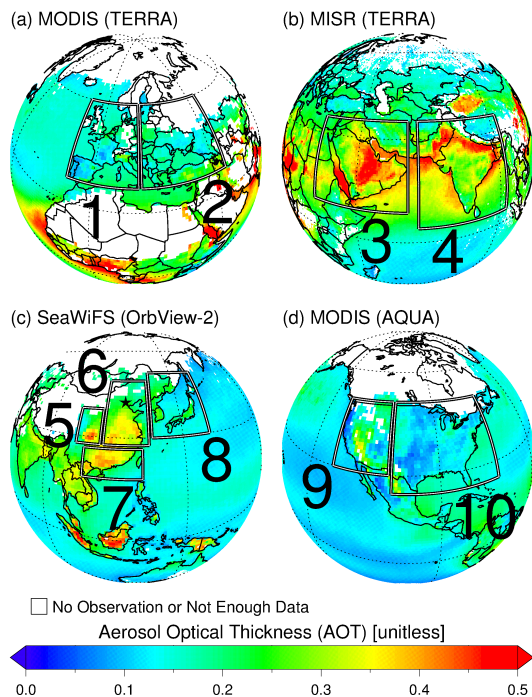 (a) MODIS (TERRA)
(b) MISR (TERRA)
1
2
3
4
(c) SeaWiFS (OrbView-2)
(d) MODIS (AQUA)
6
5
8
7
9
10
No Observation or Not Enough Data
Aerosol Optical Thickness (AOT) [unitless]
0.0 0.1 0.2 0.3 0.4 0.5